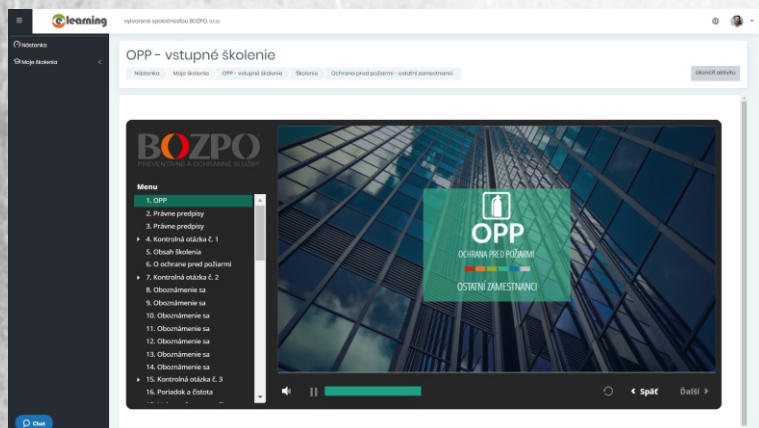 elearning
vytvorené spoločnosťou BOZPO, s.r.o.
Nástenka
Moje školenia
OPP - vstupné školenie
Nástenka Moje školenia OPP - vstupné školenie Školenie Ochrana pred požiarmi - ostatní zamestnanci
Ukončiť aktivitu
BOZPO
PREVENTÍVNE A OCHRANNÉ SLUŽBY
Menu
1. OPP
2. Právne predpisy
3. Právne predpisy
4. Kontrolná otázka č. 1
5. Obsah školenia
6. O ochrane pred požiarmi
7. Kontrolná otázka č. 2
8. Oboznámenie sa
9. Oboznámenie sa
10. Oboznámenie sa
11. Oboznámenie sa
12. Oboznámenie sa
13. Oboznámenie sa
14. Oboznámenie sa
15. Kontrolná otázka č. 3
16. Poriadok a čistota
OPP
OCHRANA PRED POŽIARMI
OSTATNÍ ZAMESTNANCI
Späť
Ďalší
Chat